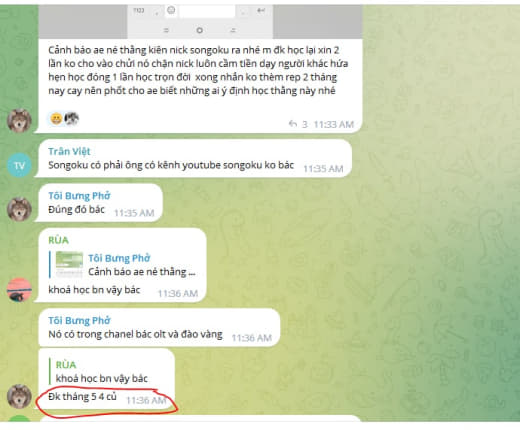 Cảnh báo ae né thằng kiên nick songoku ra nhé m đk học lại xin 2
lần ko cho vào chửi nó chặn nick luôn cầm tiền dạy người khác hứa
hẹn học đóng 1 lần học trọn đời xong nhắn ko thèm rep 2 tháng
nay cay nên phốt cho ae biết những ai ý định học thằng này nhé
3 11:33 AM
TV
Trần Việt
Songoku có phải ông có kênh youtube songoku ko bác 11:35 AM
Tôi Bưng Phở
Đúng đó bác 11:35 AM
RÙA
Tôi Bưng Phở
Cảnh báo ae né thằng ...
khoá học bn vậy bác 11:36 AM
Tôi Bưng Phở
Nó có trong chanel bác olt và đào vàng 11:36 AM
RÙA
khoá học bn vậy bác
Đk tháng 5 4 củ 11:36 AM